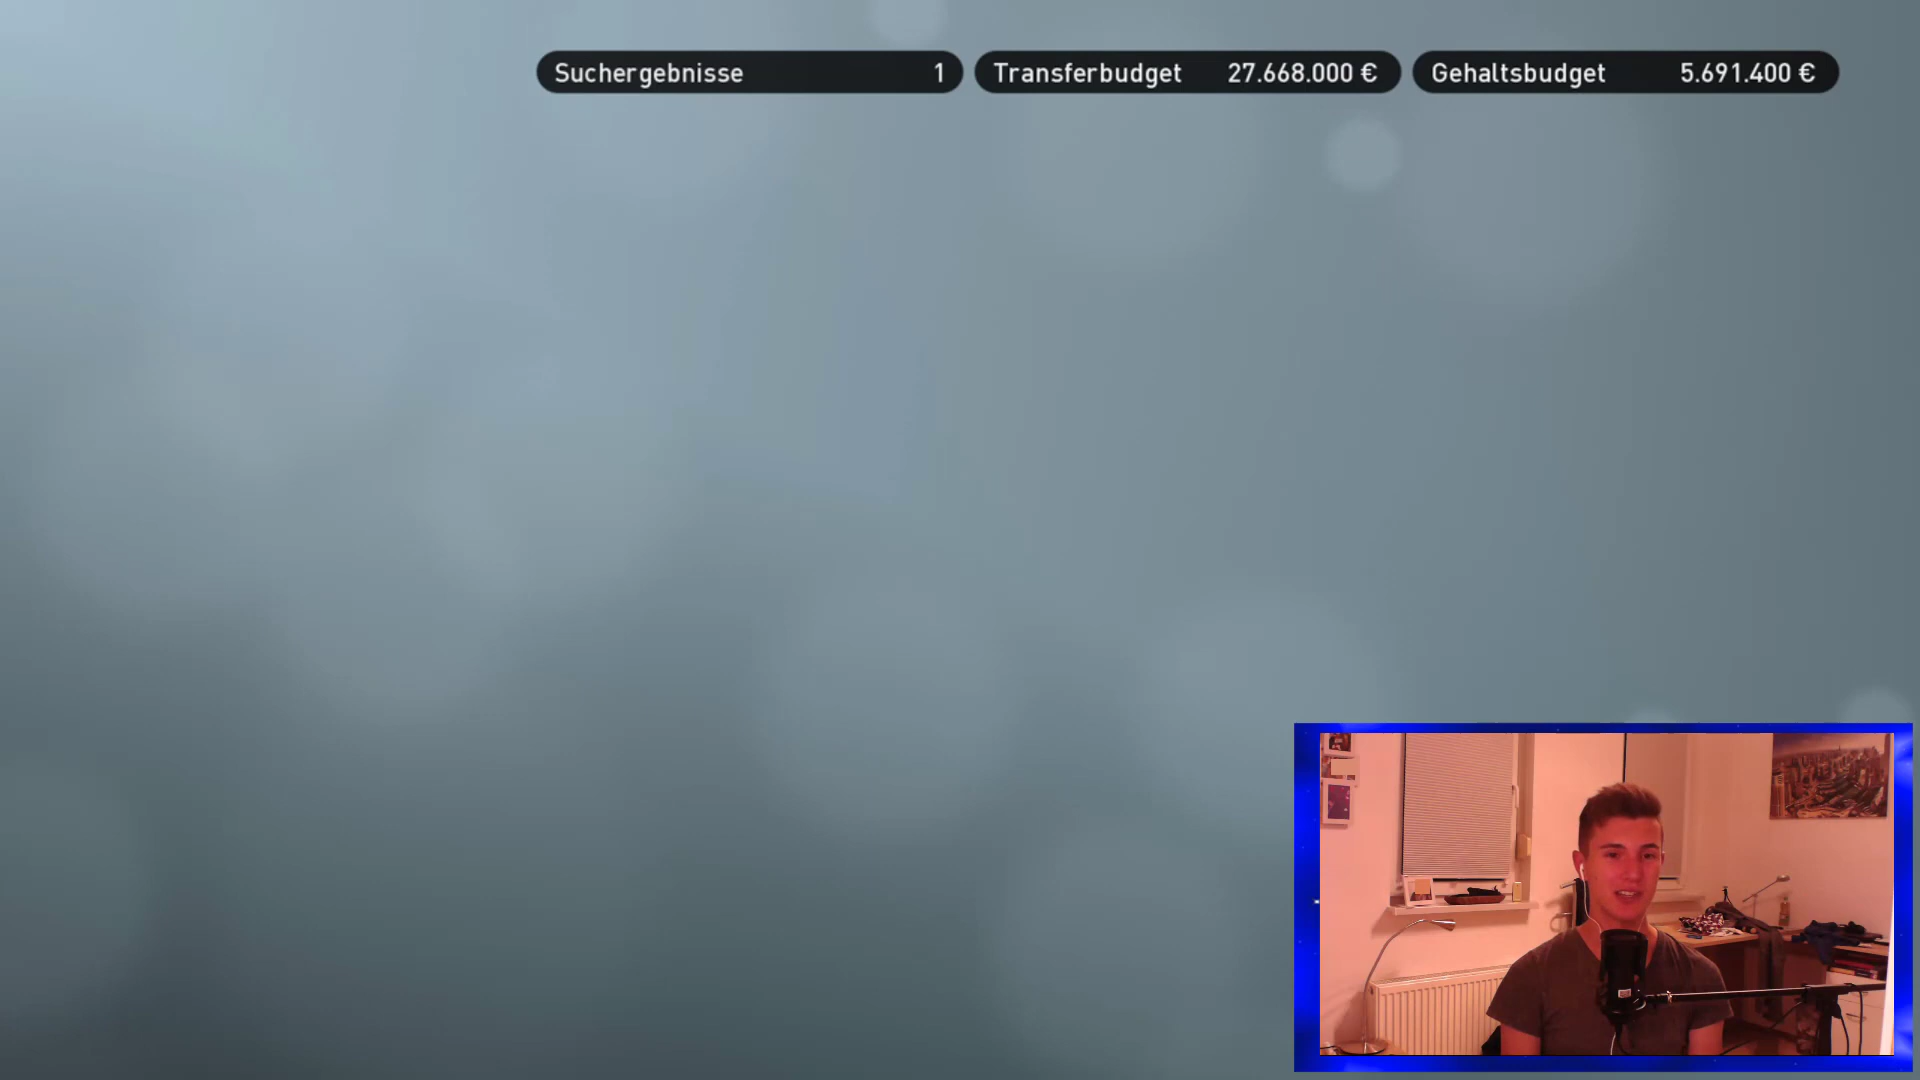 Suchergebnisse 1 Transferbudget 27.668.000 € Gehaltsbudget 5.691.400 €